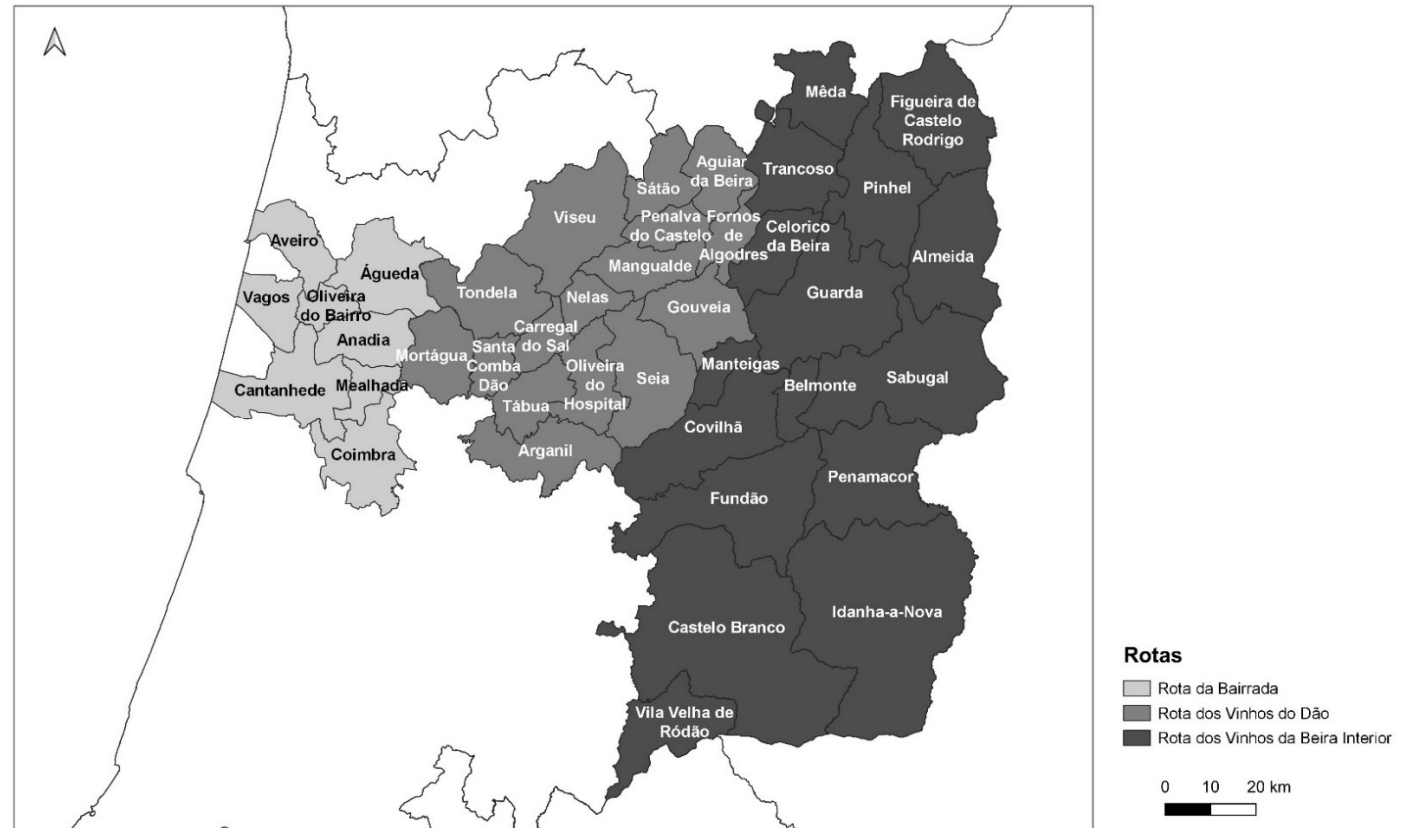 Mêda
Figueira de
Castelo
Rodrigo
Trancoso
Pinhel
Aguiar
da Beira
Sátão
Viseu
Penalva
do Castelo
Fornos
de
Algodres
Celorico
da Beira
Almeida
Aveiro
Águeda
Mangualde
Guarda
Vagos
Oliveira
do Bairro
Tondela
Nelas
Gouveia
Anadia
Carregal
do Sal
Mortágua
Santa
Comba
Dão
Oliveira
do
Hospital
Seia
Manteigas
Belmonte
Sabugal
Cantanhede
Mealhada
Tábua
Covilhã
Coimbra
Arganil
Fundão
Penamacor
Castelo Branco
Idanha-a-Nova
Vila Velha de
Ródão
Rotas
Rota da Bairrada
Rota dos Vinhos do Dão
Rota dos Vinhos da Beira Interior
0 10 20 km